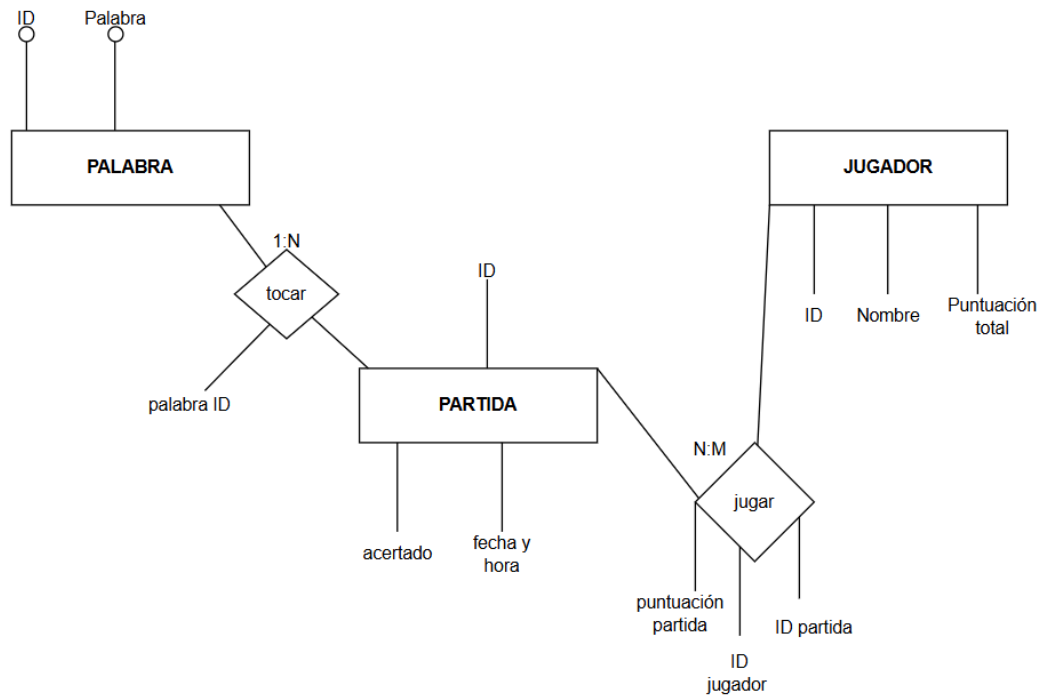 ID
Palabra
PALABRA
JUGADOR
1:N
tocar
ID
ID
Nombre
Puntuación
total
palabra ID
PARTIDA
N:M
jugar
acertado
fecha y
hora
puntuación
partida
ID partida
ID
jugador